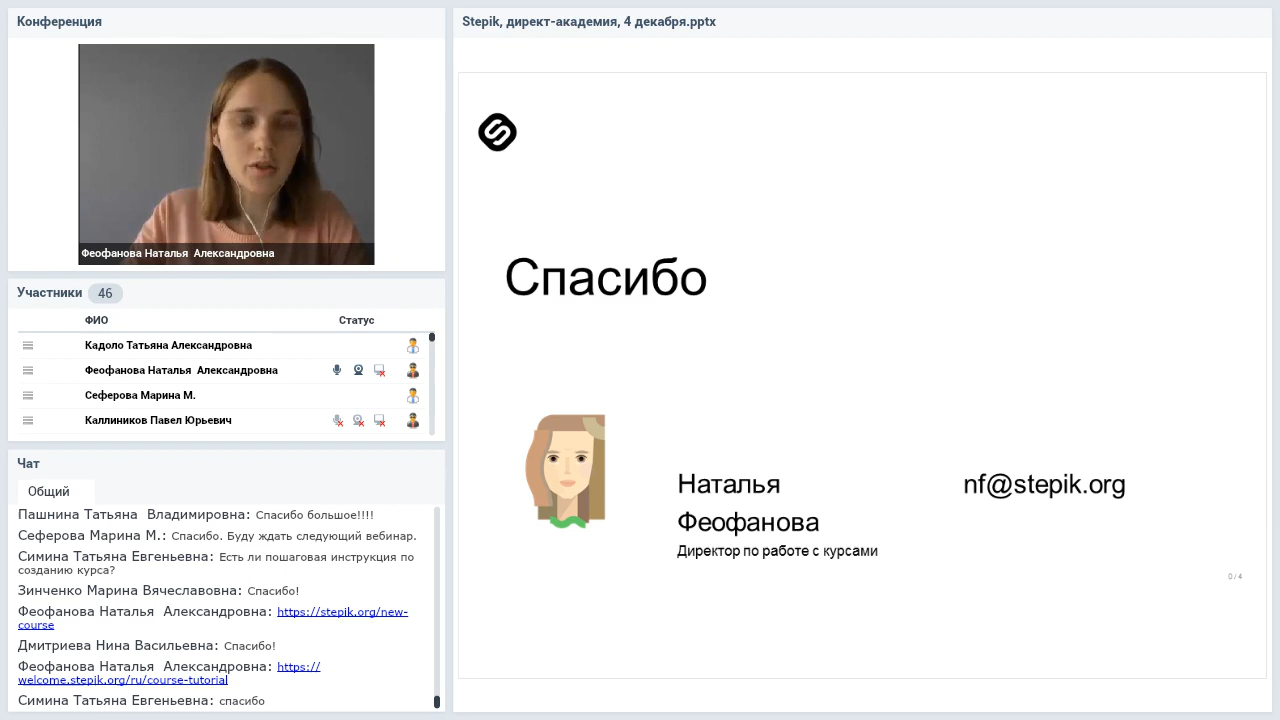 Конференция
Феофанова Наталья Александровна
Участники 46
ФИО Статус
Кадоло Татьяна Александровна
Феофанова Наталья Александровна
Сеферова Марина М.
Каллиников Павел Юрьевич
Чат
Общий
Пашнина Татьяна Владимировна: Спасибо большое!!!!
Сеферова Марина М.: Спасибо. Буду ждать следующий вебинар.
Симина Татьяна Евгеньевна: Есть ли пошаговая инструкция по
созданию курса?
Зинченко Марина Вячеславовна: Спасибо!
Феофанова Наталья Александровна: https://stepik.org/new-
course
Дмитриева Нина Васильевна: Спасибо!
Феофанова Наталья Александровна: https://
welcome.stepik.org/ru/course-tutorial
Симина Татьяна Евгеньевна: спасибо
Stepik, директ-академия, 4 декабря.pptx
Спасибо
Наталья
Феофанова
Директор по работе с курсами
nf@stepik.org
0 / 4